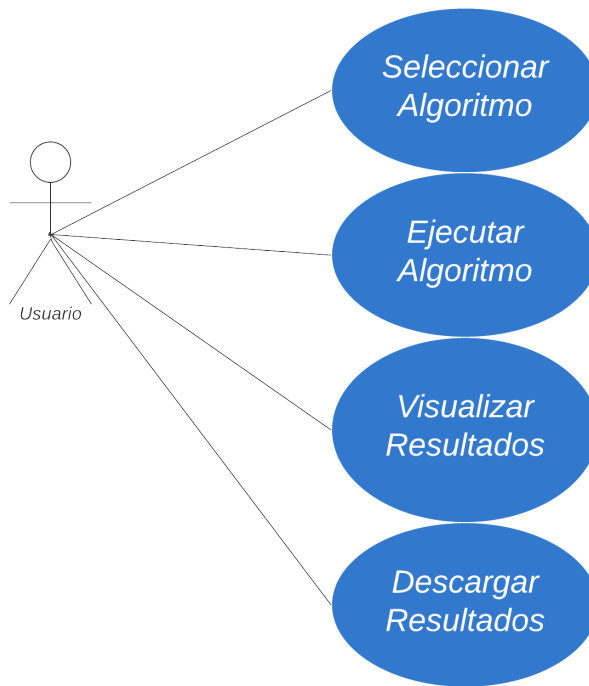 Seleccionar
Algoritmo
Ejecutar
Algoritmo
Usuario
Visualizar
Resultados
Descargar
Resultados